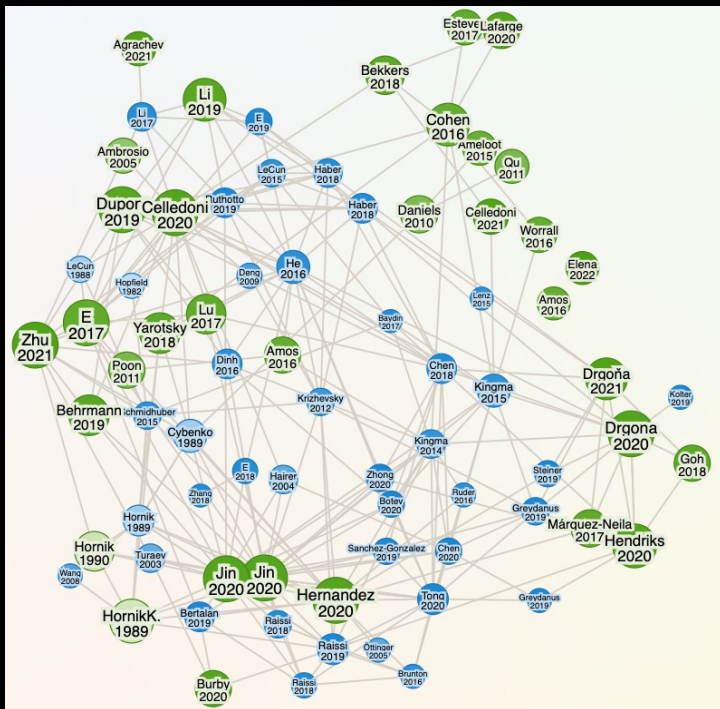 Esteve
2017
Lafarge
2020
Agrachev
2021
Bekkers
2018
Li
2019
Li
2017
E
2019
Cohen
2016
Ameloot
2015
Ambrosio
2005
Qu
2011
LeCun
2015
Haber
2018
Dupont
2019
Celledoni
2020
Ruthotto
2019
Haber
2018
Daniels
2010
Celledoni
2021
Worrall
2016
LeCun
1988
Hopfield
1982
Deng
2009
He
2016
Elena
2022
Lenz
2015
Amos
2016
E
2017
Lu
2017
Baydin
2017
Zhu
2021
Yarotsky
2018
Amos
2016
Poon
2011
Dinh
2016
Chen
2018
Kingma
2015
Drgoňa
2021
Kolter
2019
Behrmann
2019
Schmidhuber
2015
Krizhevsky
2012
Cybenko
1989
Kingma
2014
Drgona
2020
Goh
2018
E
2018
Hairer
2004
Zhong
2020
Steiner
2019
Zhang
2018
Botev
2020
Ruder
2016
Greydanus
2019
Hornik
1989
Márquez-Neila
2017
Hornik
1990
Turaev
2003
Sanchez-Gonzalez
2019
Chen
2020
Hendriks
2020
Wang
2008
Jin
2020
Jin
2020
Hernandez
2020
Tong
2020
Greydanus
2019
HornikK.
1989
Bertalan
2019
Raissi
2018
Raissi
2019
Öttinger
2005
Burby
2020
Raissi
2018
Brunton
2016